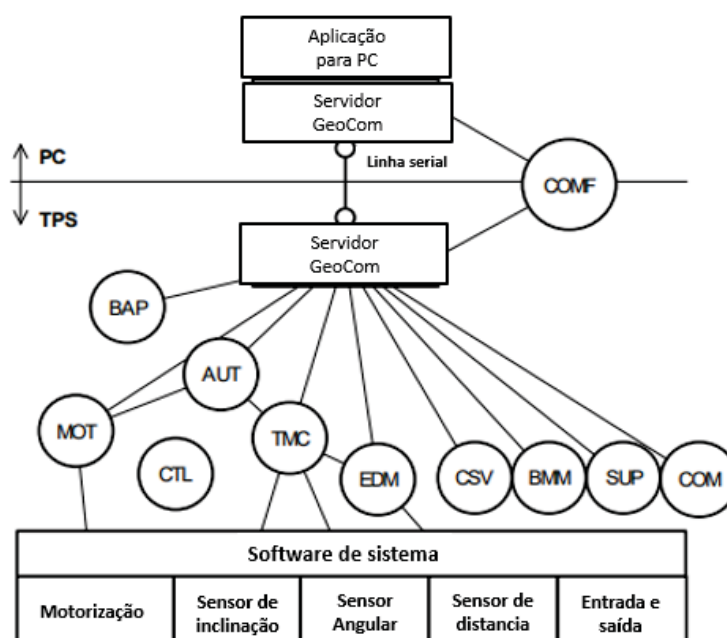 Aplicação
para PC
Servidor
GeoCom
PC
Linha serial
COMF
TPS
Servidor
GeoCom
BAP
AUT
MOT
TMC
CTL
EDM
CSV
BMM
SUP
COM
Software de sistema
Motorização
Sensor de
inclinação
Sensor
Angular
Sensor de
distancia
Entrada e
saída